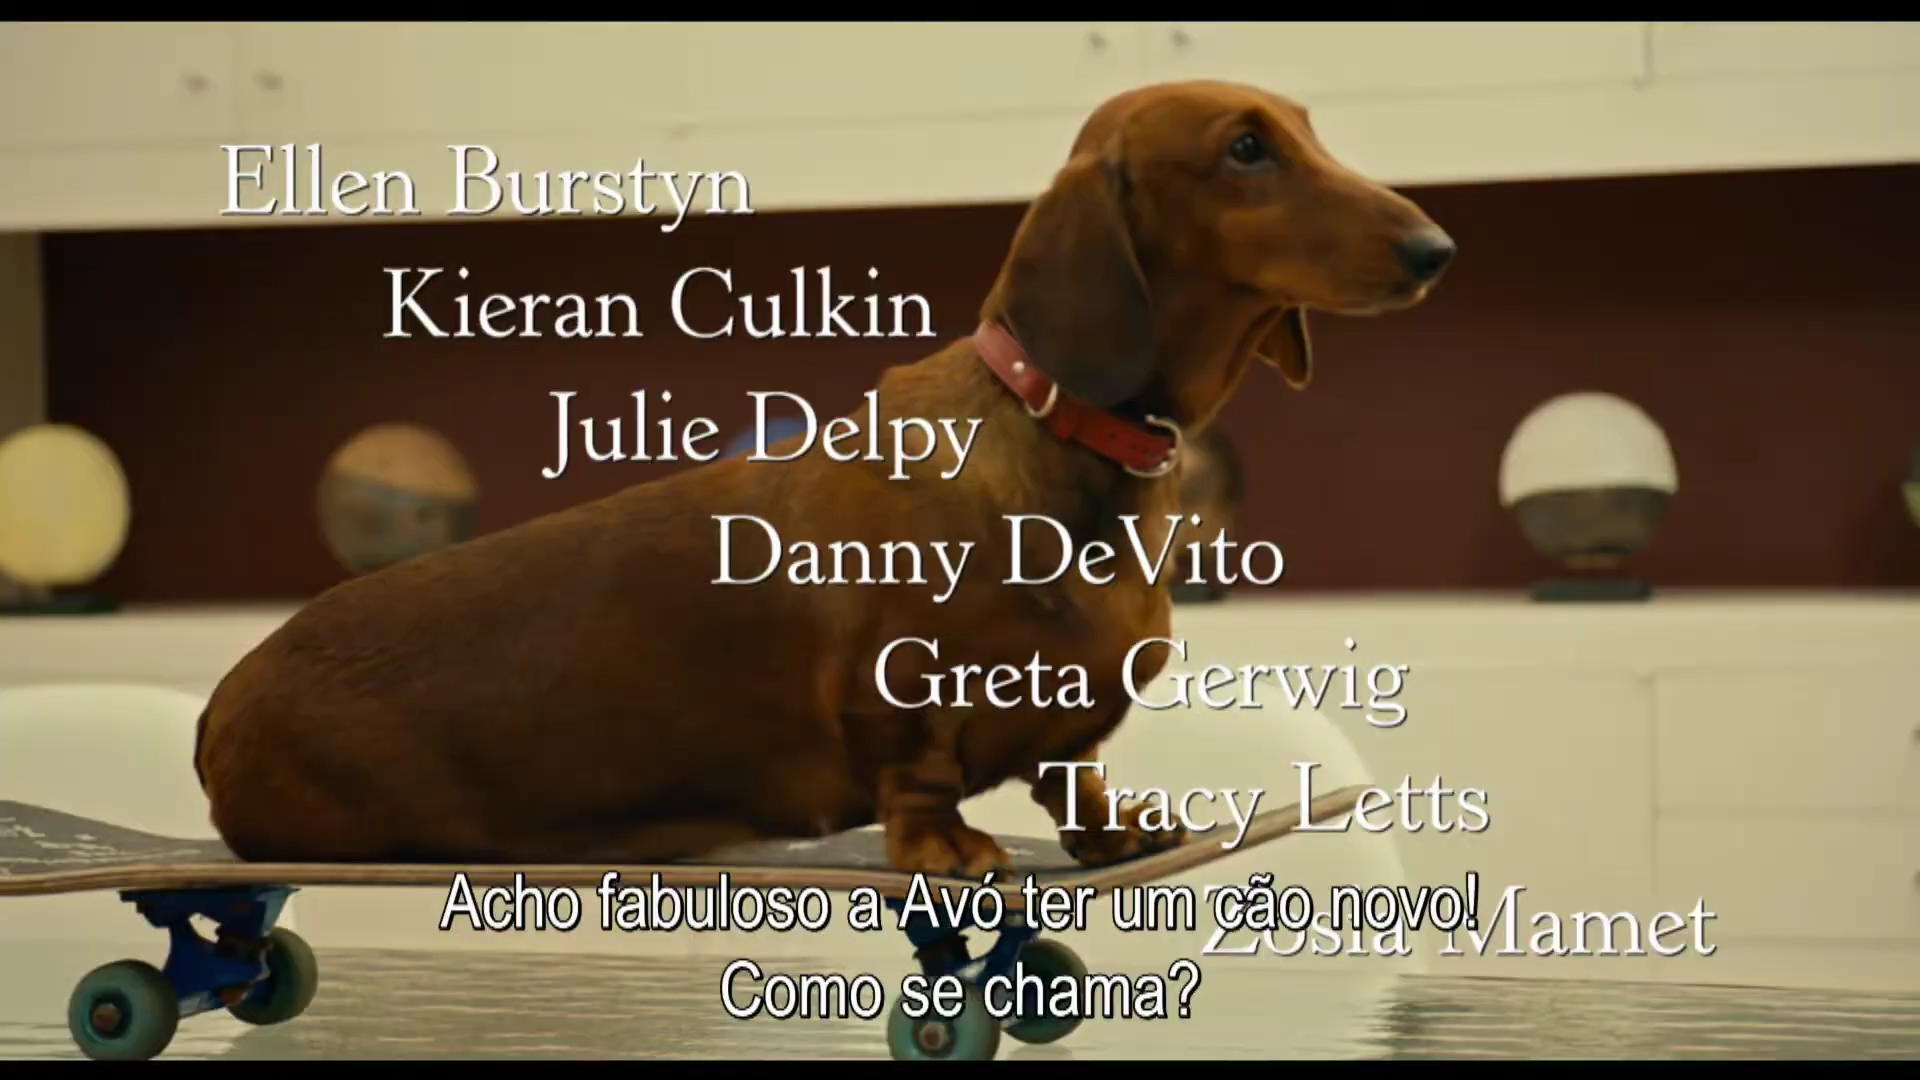 Ellen Burstyn
Kieran Culkin
Julie Delpy
Danny DeVito
Greta Gerwig
Tracy Letts
Zosia Mamet
Acho fabuloso a Avó ter um cão novo!
Como se chama?